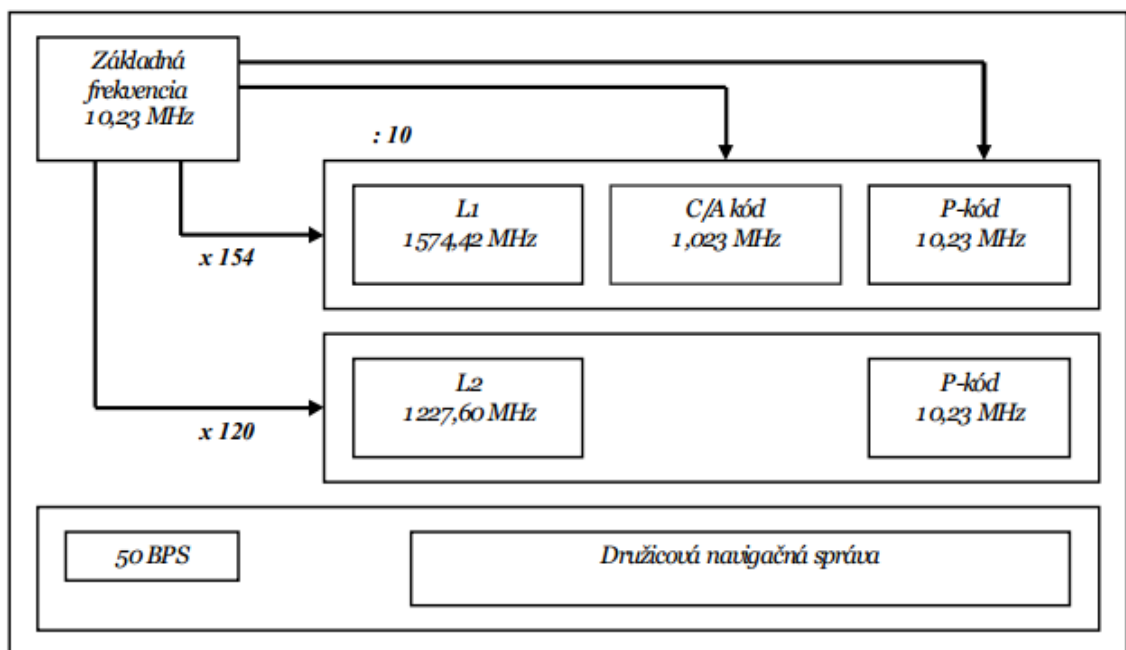 Základná
frekvencia
10,23 MHz
: 10
L1
1574,42 MHz
C/A kód
1,023 MHz
P-kód
10,23 MHz
x 154
L2
1227,60 MHz
P-kód
10,23 MHz
x 120
50 BPS
Družicová navigačná správa